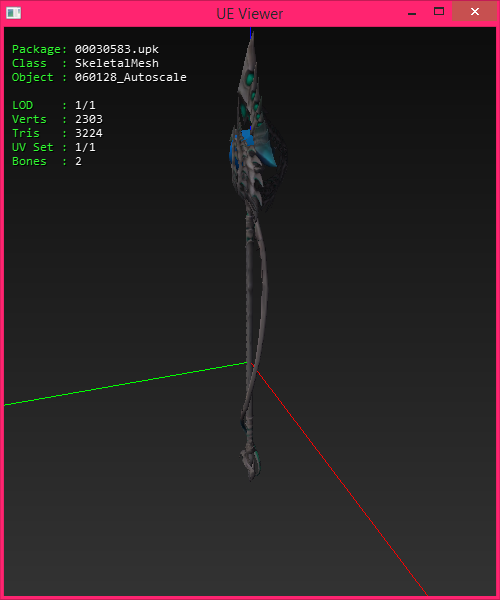 UE Viewer
Package: 00030583.upk
Class : SkeletalMesh
Object : 060128_Autoscale
LOD : 1/1
Verts : 2303
Tris : 3224
UV Set : 1/1
Bones : 2